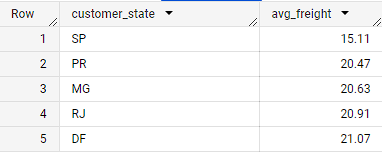 Row customer_state avg_freight
1 SP 15.11
2 PR 20.47
3 MG 20.63
4 RJ 20.91
5 DF 21.07